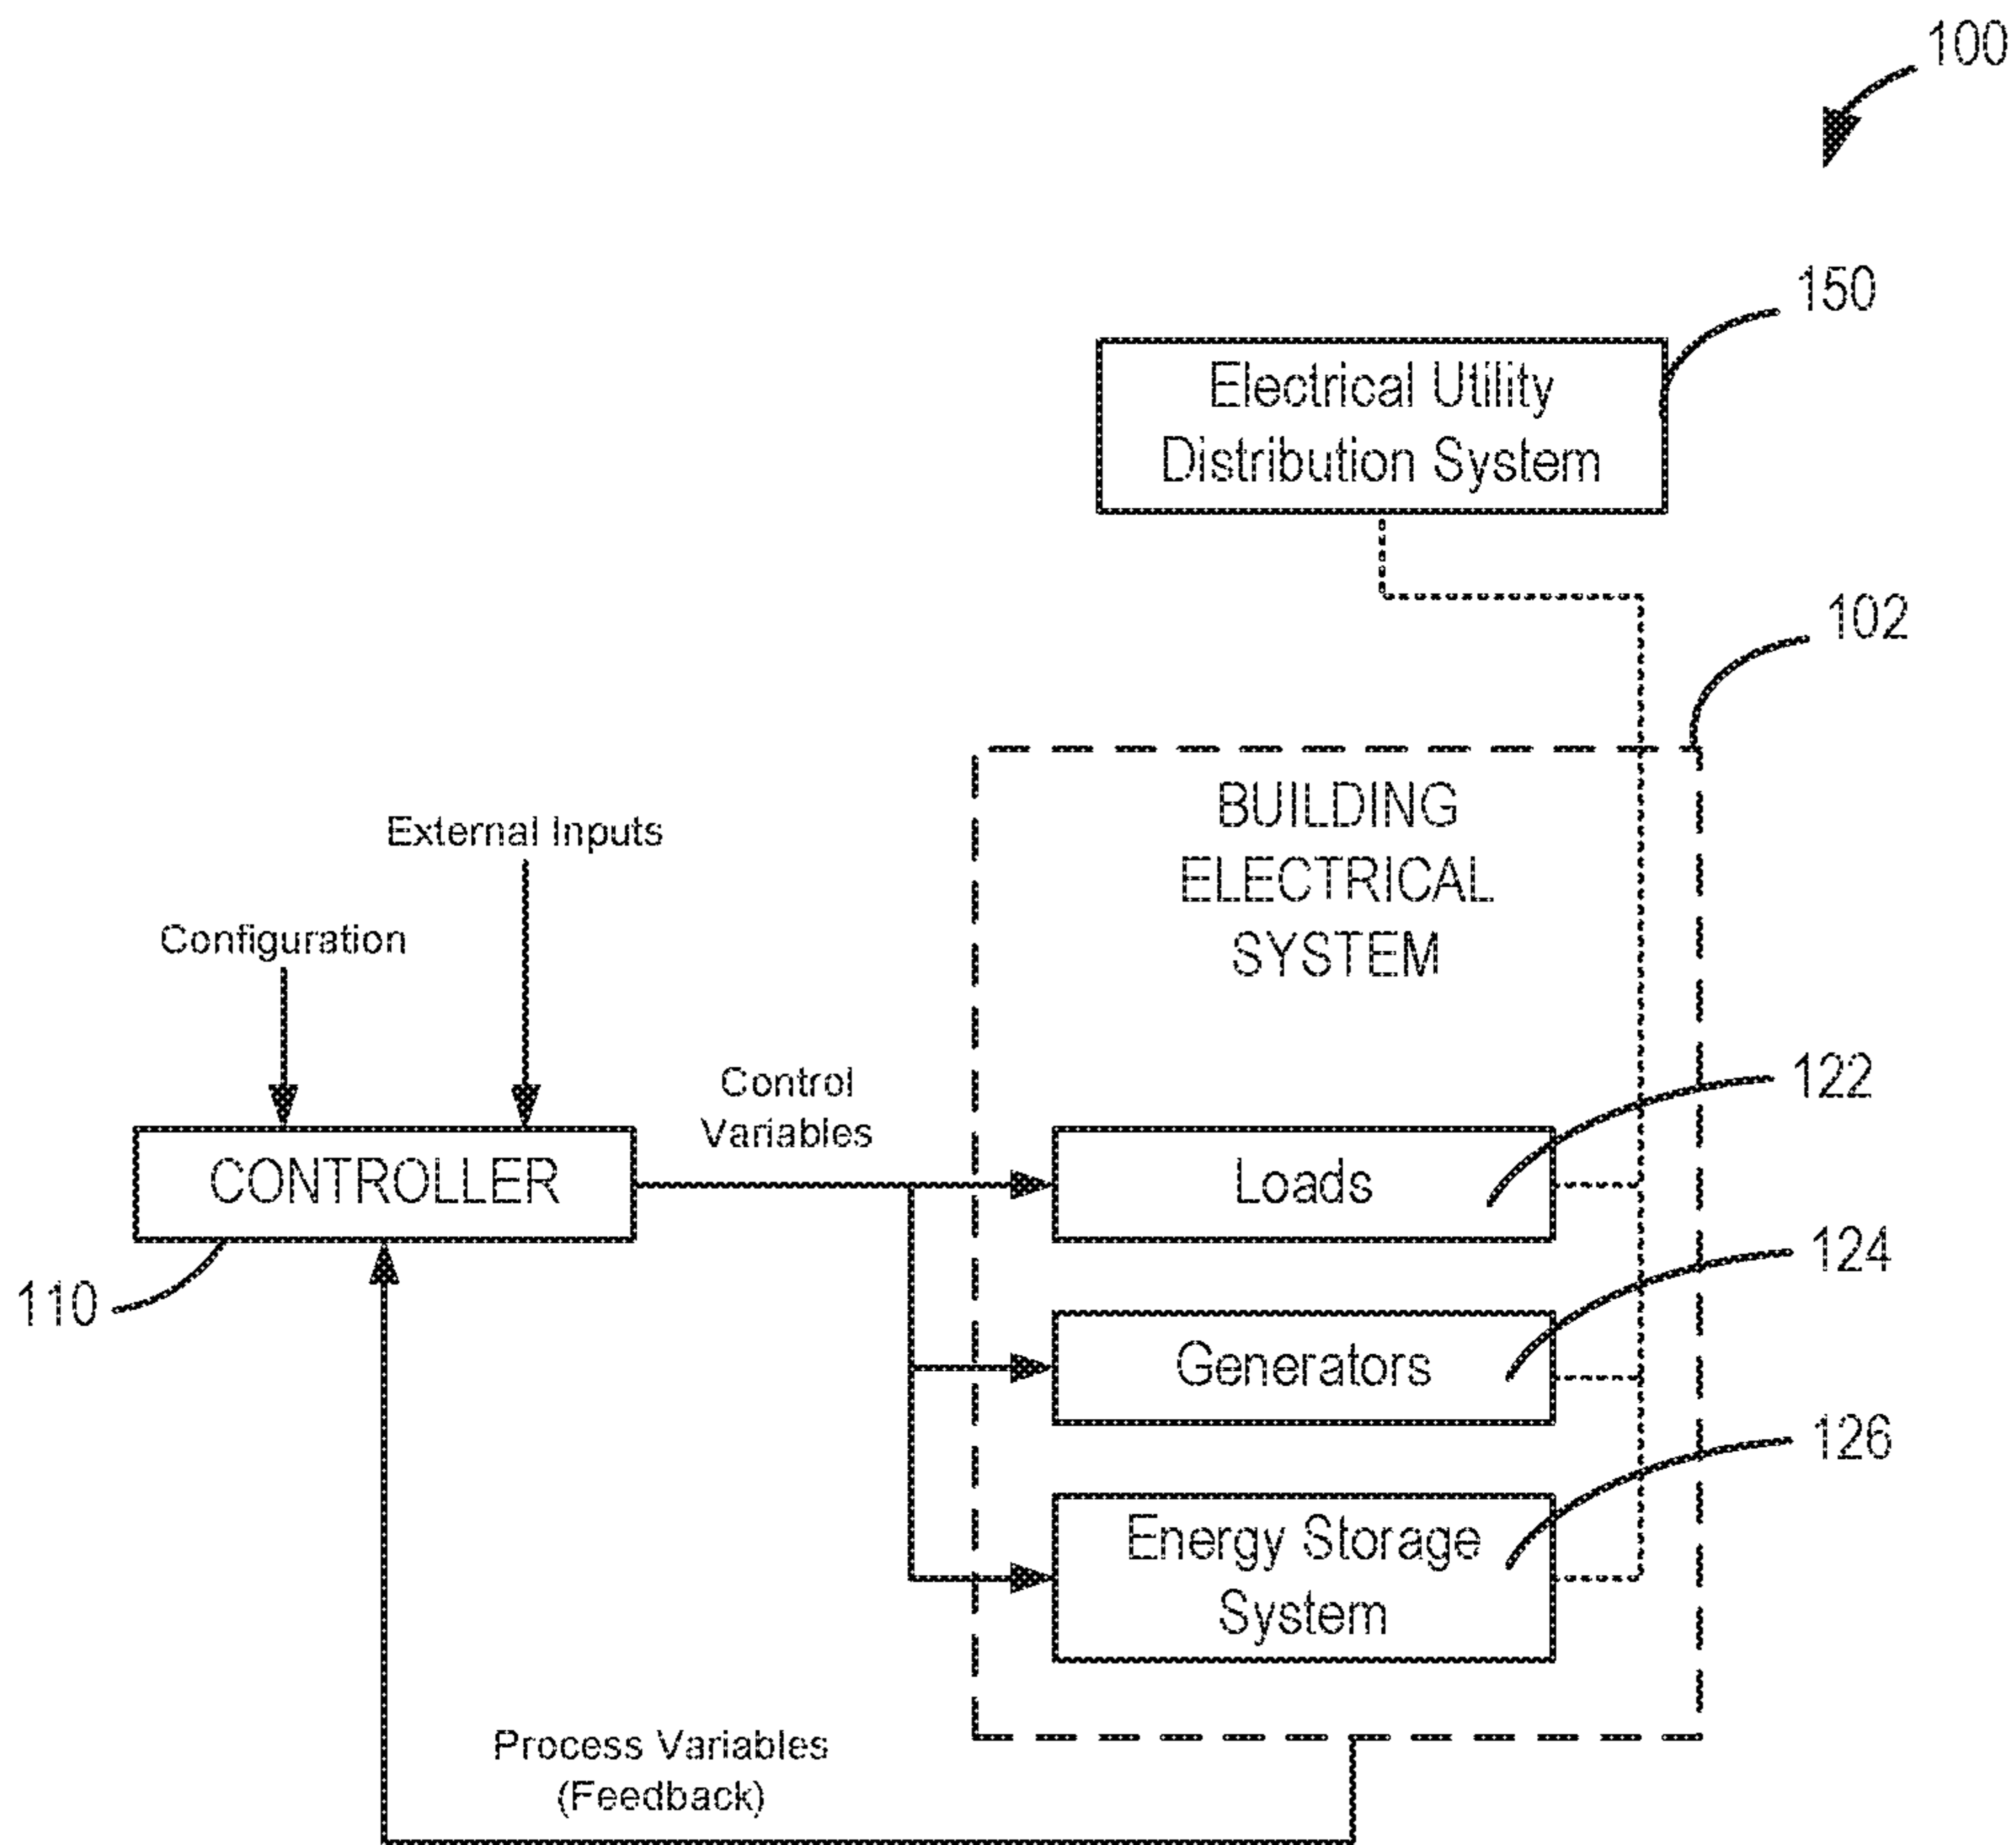 100
150
Electrical Utility
Distribution System
102
BUILDING
ELECTRICAL
SYSTEM
External Inputs
Configuration
Control
Variables
122
CONTROLLER
Loads
110
124
Generators
126
Energy Storage
System
Process Variables
(Feedback)